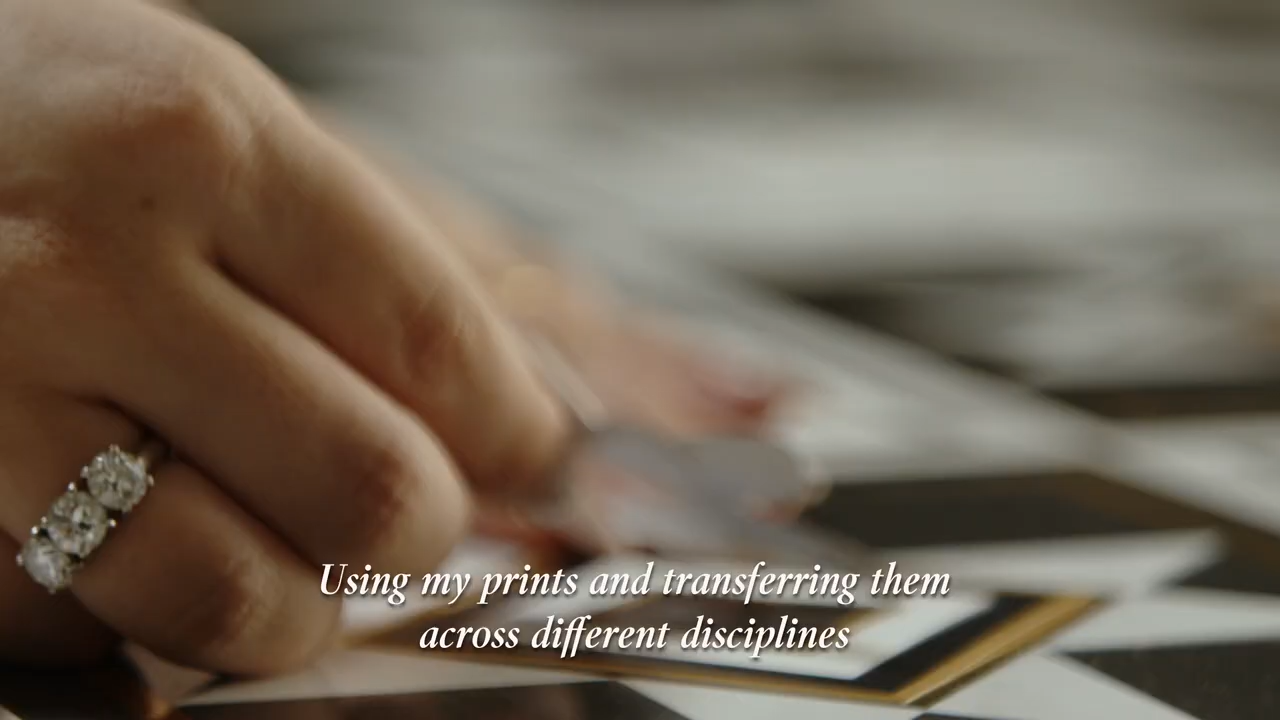 Using my prints and transferring them
across different disciplines